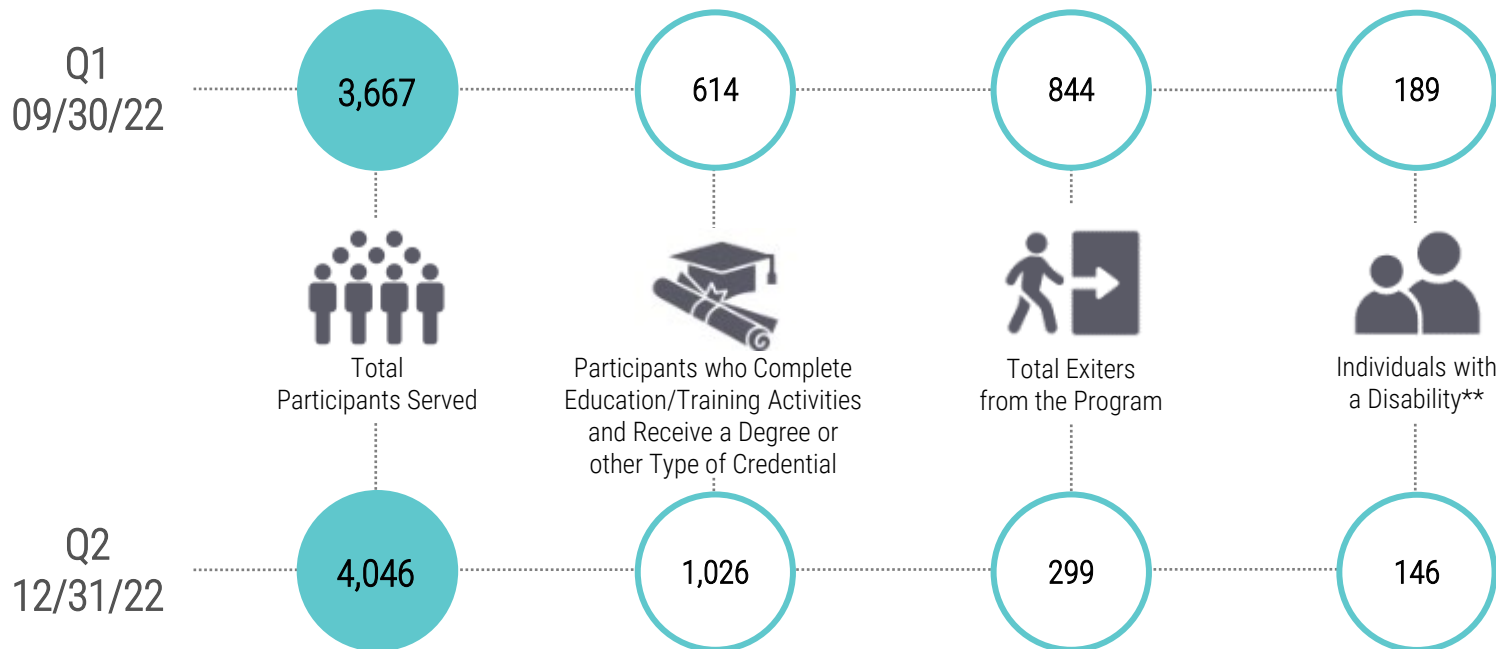 Q1
09/30/22
3,667
614
844
189
Total
Participants Served
Participants who Complete
Education/Training Activities
and Receive a Degree or
other Type of Credential
Total Exiters
from the Program
Individuals with
a Disability**
Q2
12/31/22
4,046
1,026
299
146